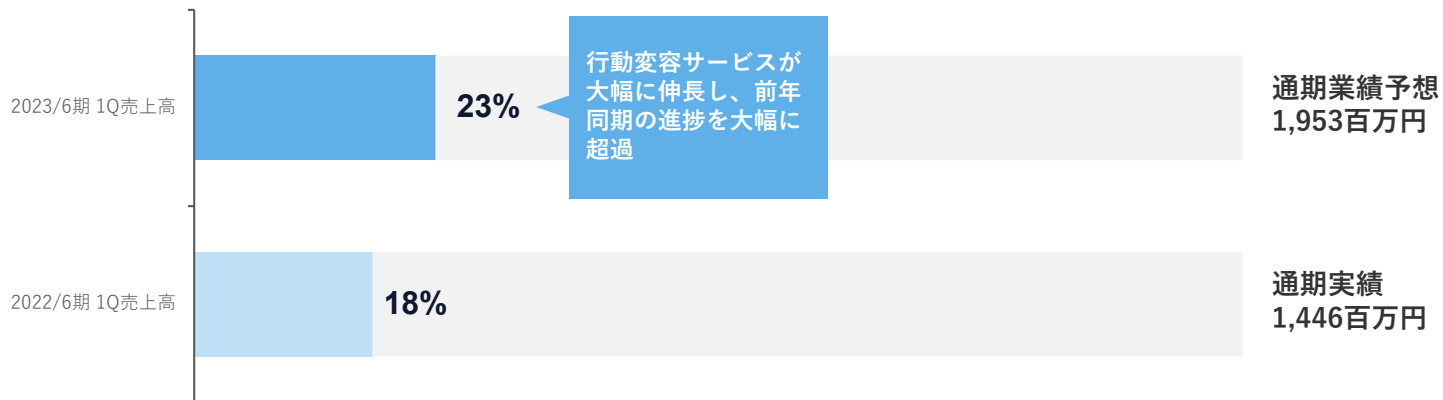 2023/6期 1Q売上高
23%
行動変容サービスが
大幅に伸長し、前年
同期の進捗を大幅に
超過
通期業績予想
1,953百万円
2022/6期 1Q売上高
18%
通期実績
1,446百万円